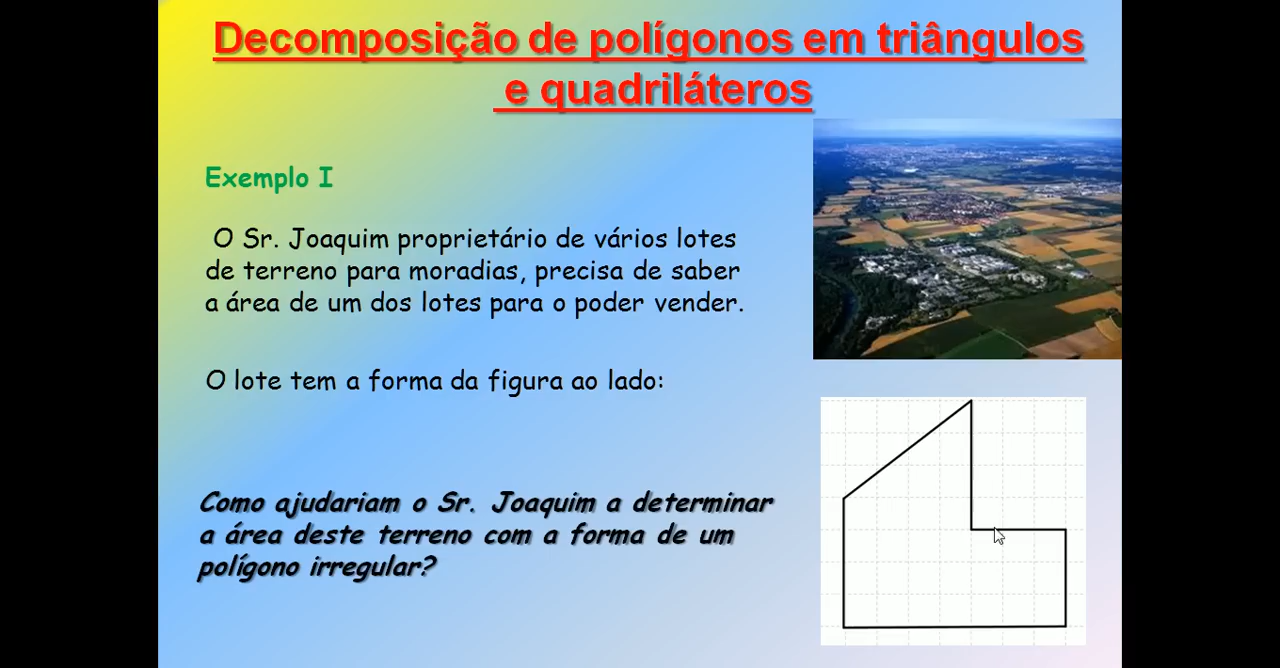 Decomposição de polígonos em triângulos
e quadriláteros
Exemplo I
O Sr. Joaquim proprietário de vários lotes
de terreno para moradias, precisa de saber
a área de um dos lotes para o poder vender.
O lote tem a forma da figura ao lado:
Como ajudariam o Sr. Joaquim a determinar
a área deste terreno com a forma de um
polígono irregular?